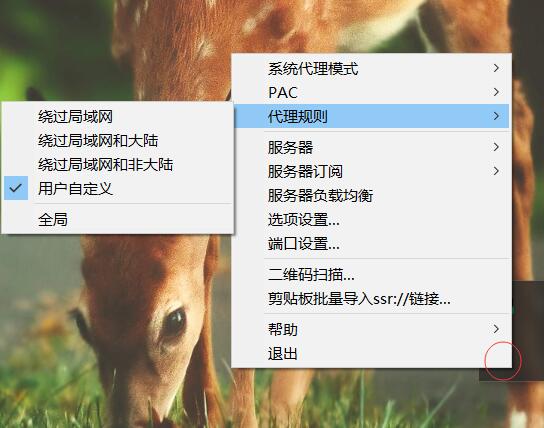 系统代理模式
PAC
代理规则
服务器
服务器订阅
服务器负载均衡
选项设置...
端口设置...
二维码扫描...
剪贴板批量导入ssr://链接...
帮助
退出
绕过局域网
绕过局域网和大陆
绕过局域网和非大陆
用户自定义
全局